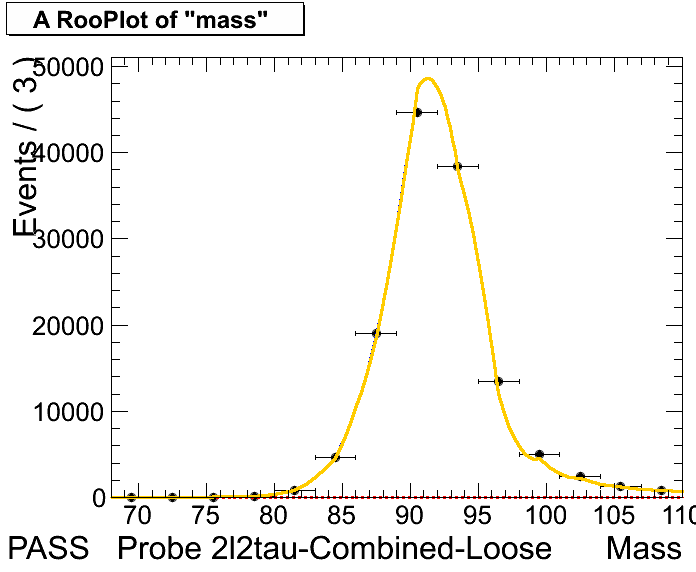 A RooPlot of "mass"
Events / ( 3 )
50000
40000
30000
20000
10000
0
70 75 80 85 90 95 100 105 110
PASS Probe 2l2tau-Combined-Loose Mass